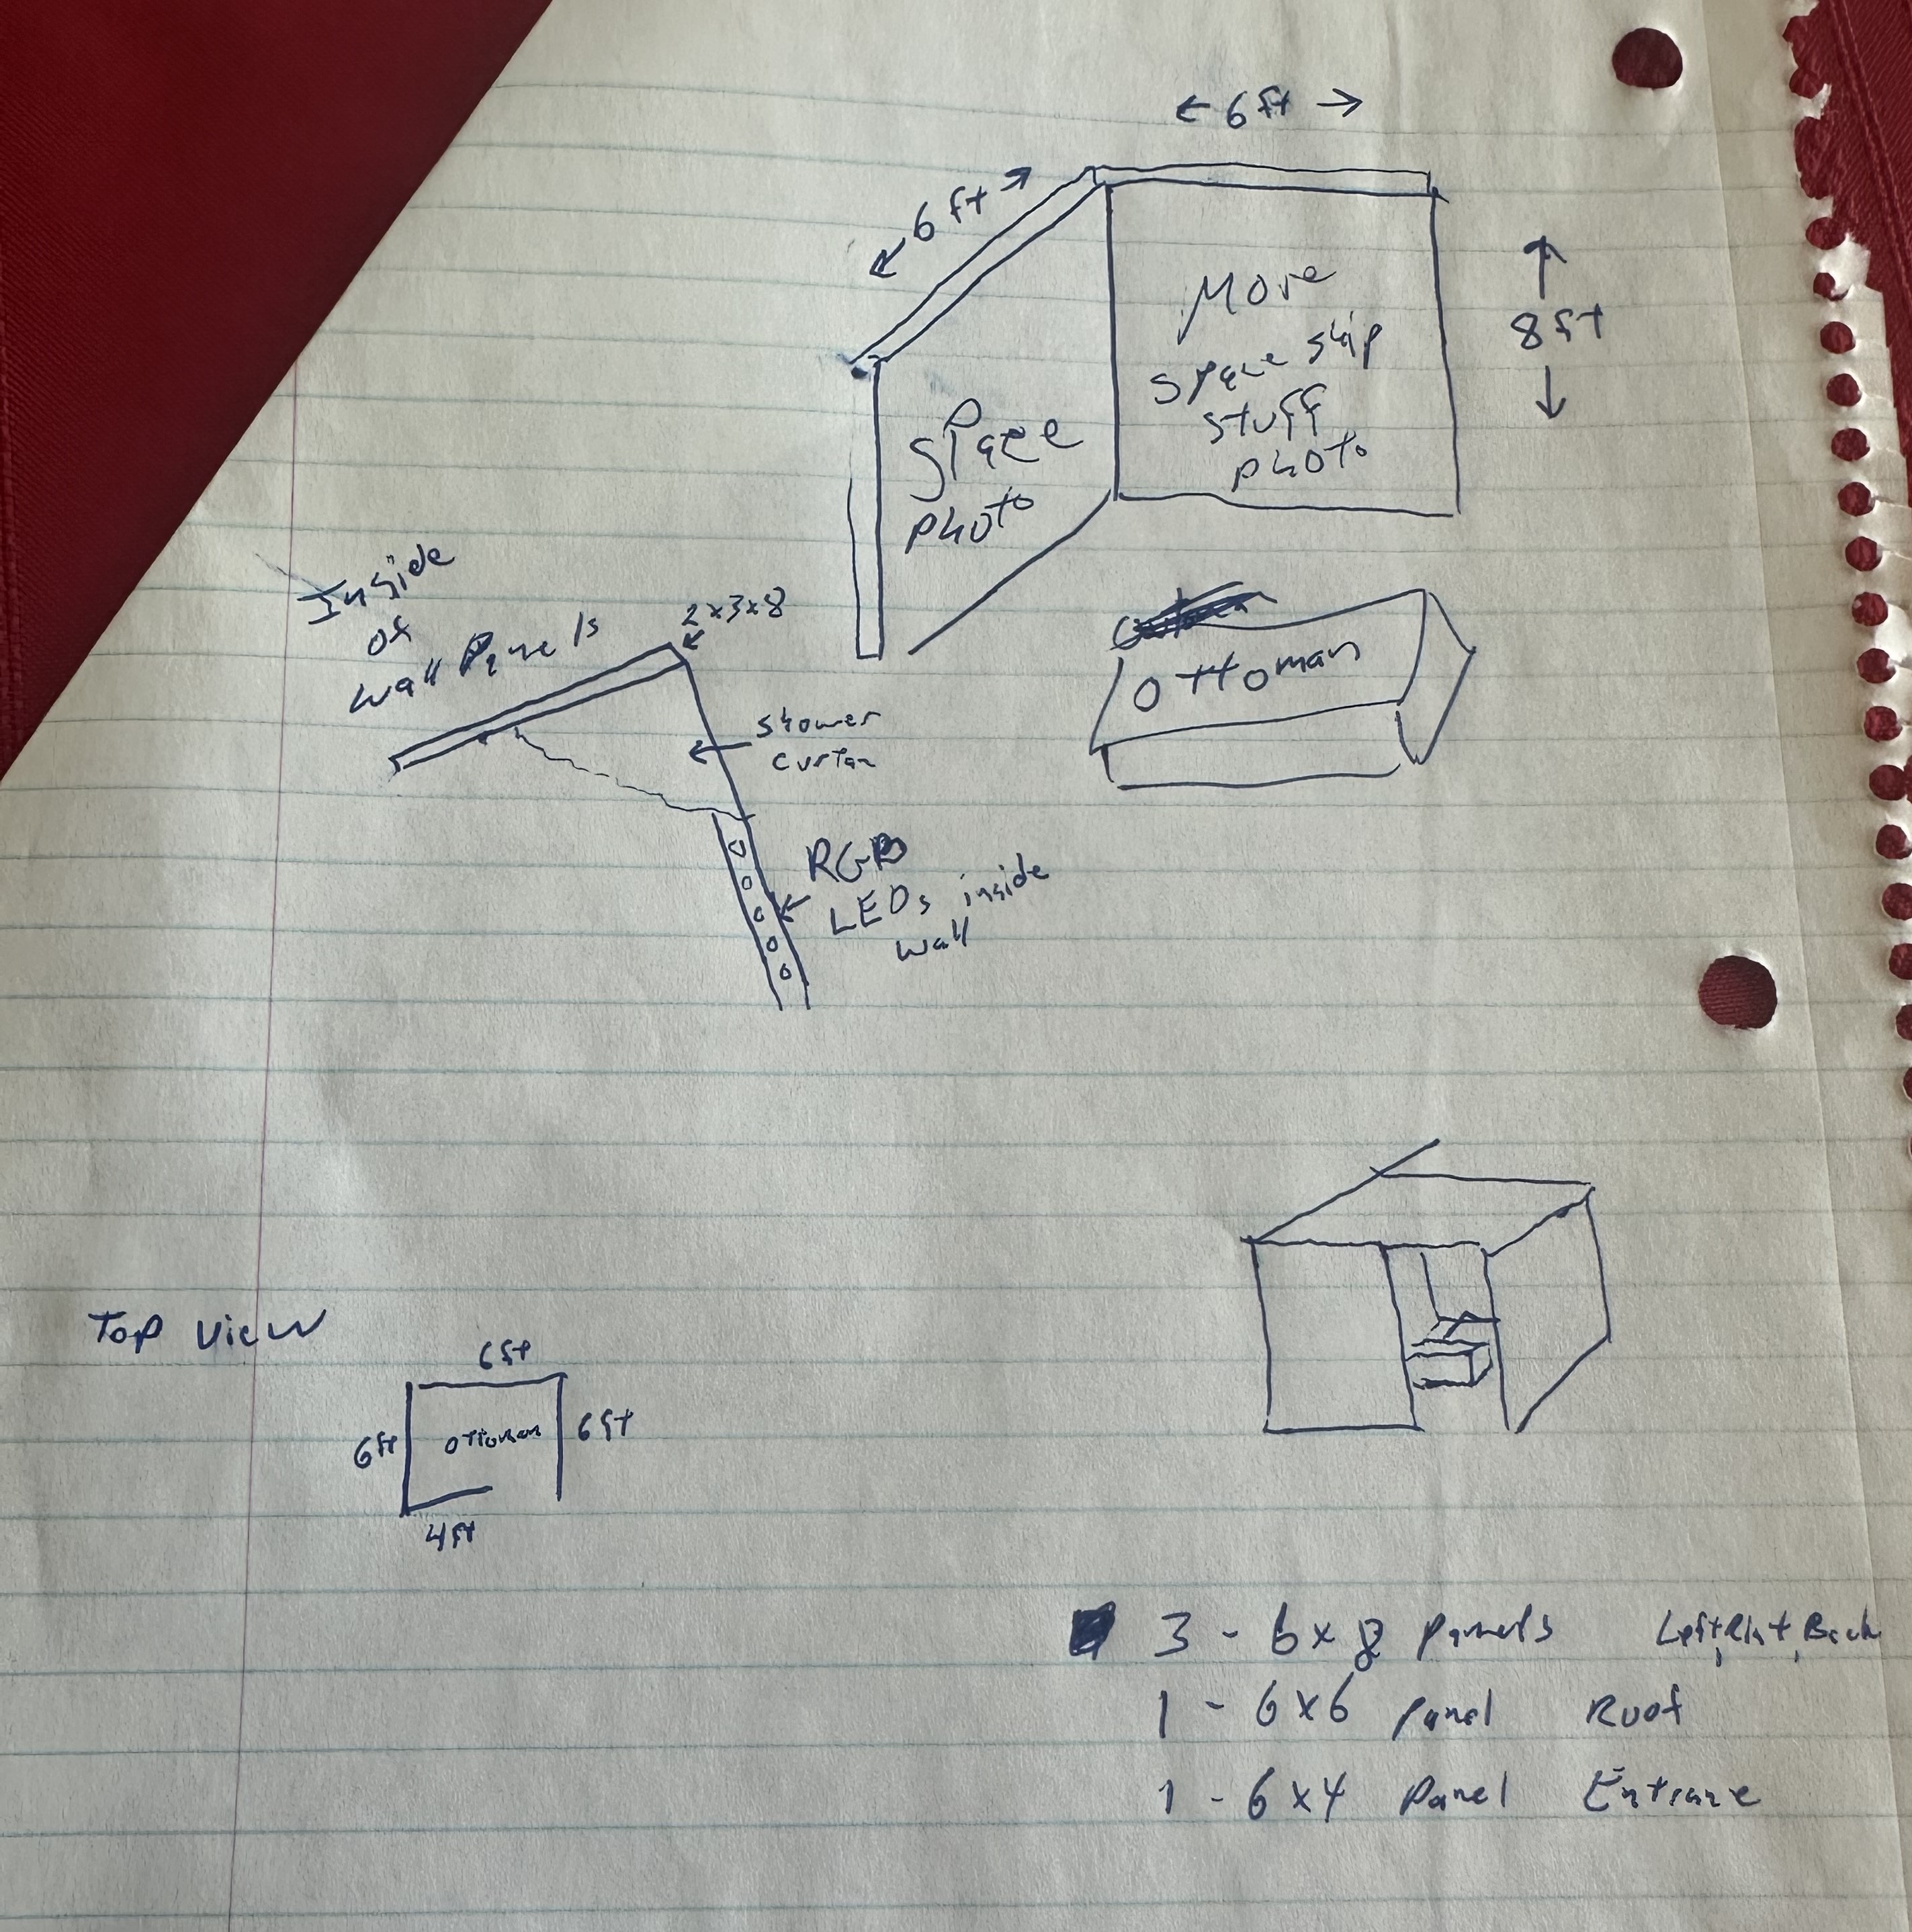 ← 6 ft →
← 6 ft →
↑
8 ft
↓
More
space ship
stuff
photo
space
photo
Inside
of
wall Panels
2x3x8
shower
curtan
ottoman
RGB
LEDs inside
wall
Top view
6ft
6ft
ottoman
6ft
4ft
3 - 6x8 panels Left, Riht, Back
1 - 6x6 panel Roof
1 - 6x4 Panel Entrane